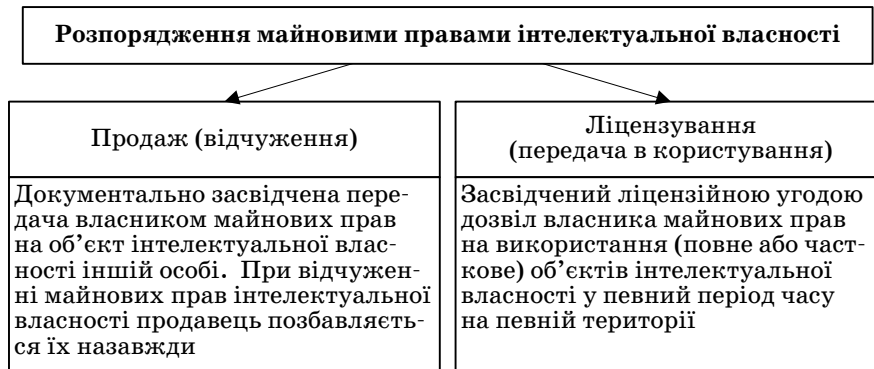 Розпорядження майновими правами інтелектуальної власності
Продаж (відчуження)
Документально засвідчена пере-
дача власником майнових прав
на об’єкт інтелектуальної влас-
ності іншій особі. При відчужен-
ні майнових прав інтелектуальної
власності продавець позбавляєть-
ся їх назавжди
Ліцензування
(передача в користування)
Засвідчений ліцензійною угодою
дозвіл власника майнових прав
на використання (повне або част-
кове) об’єктів інтелектуальної
власності у певний період часу
на певній території